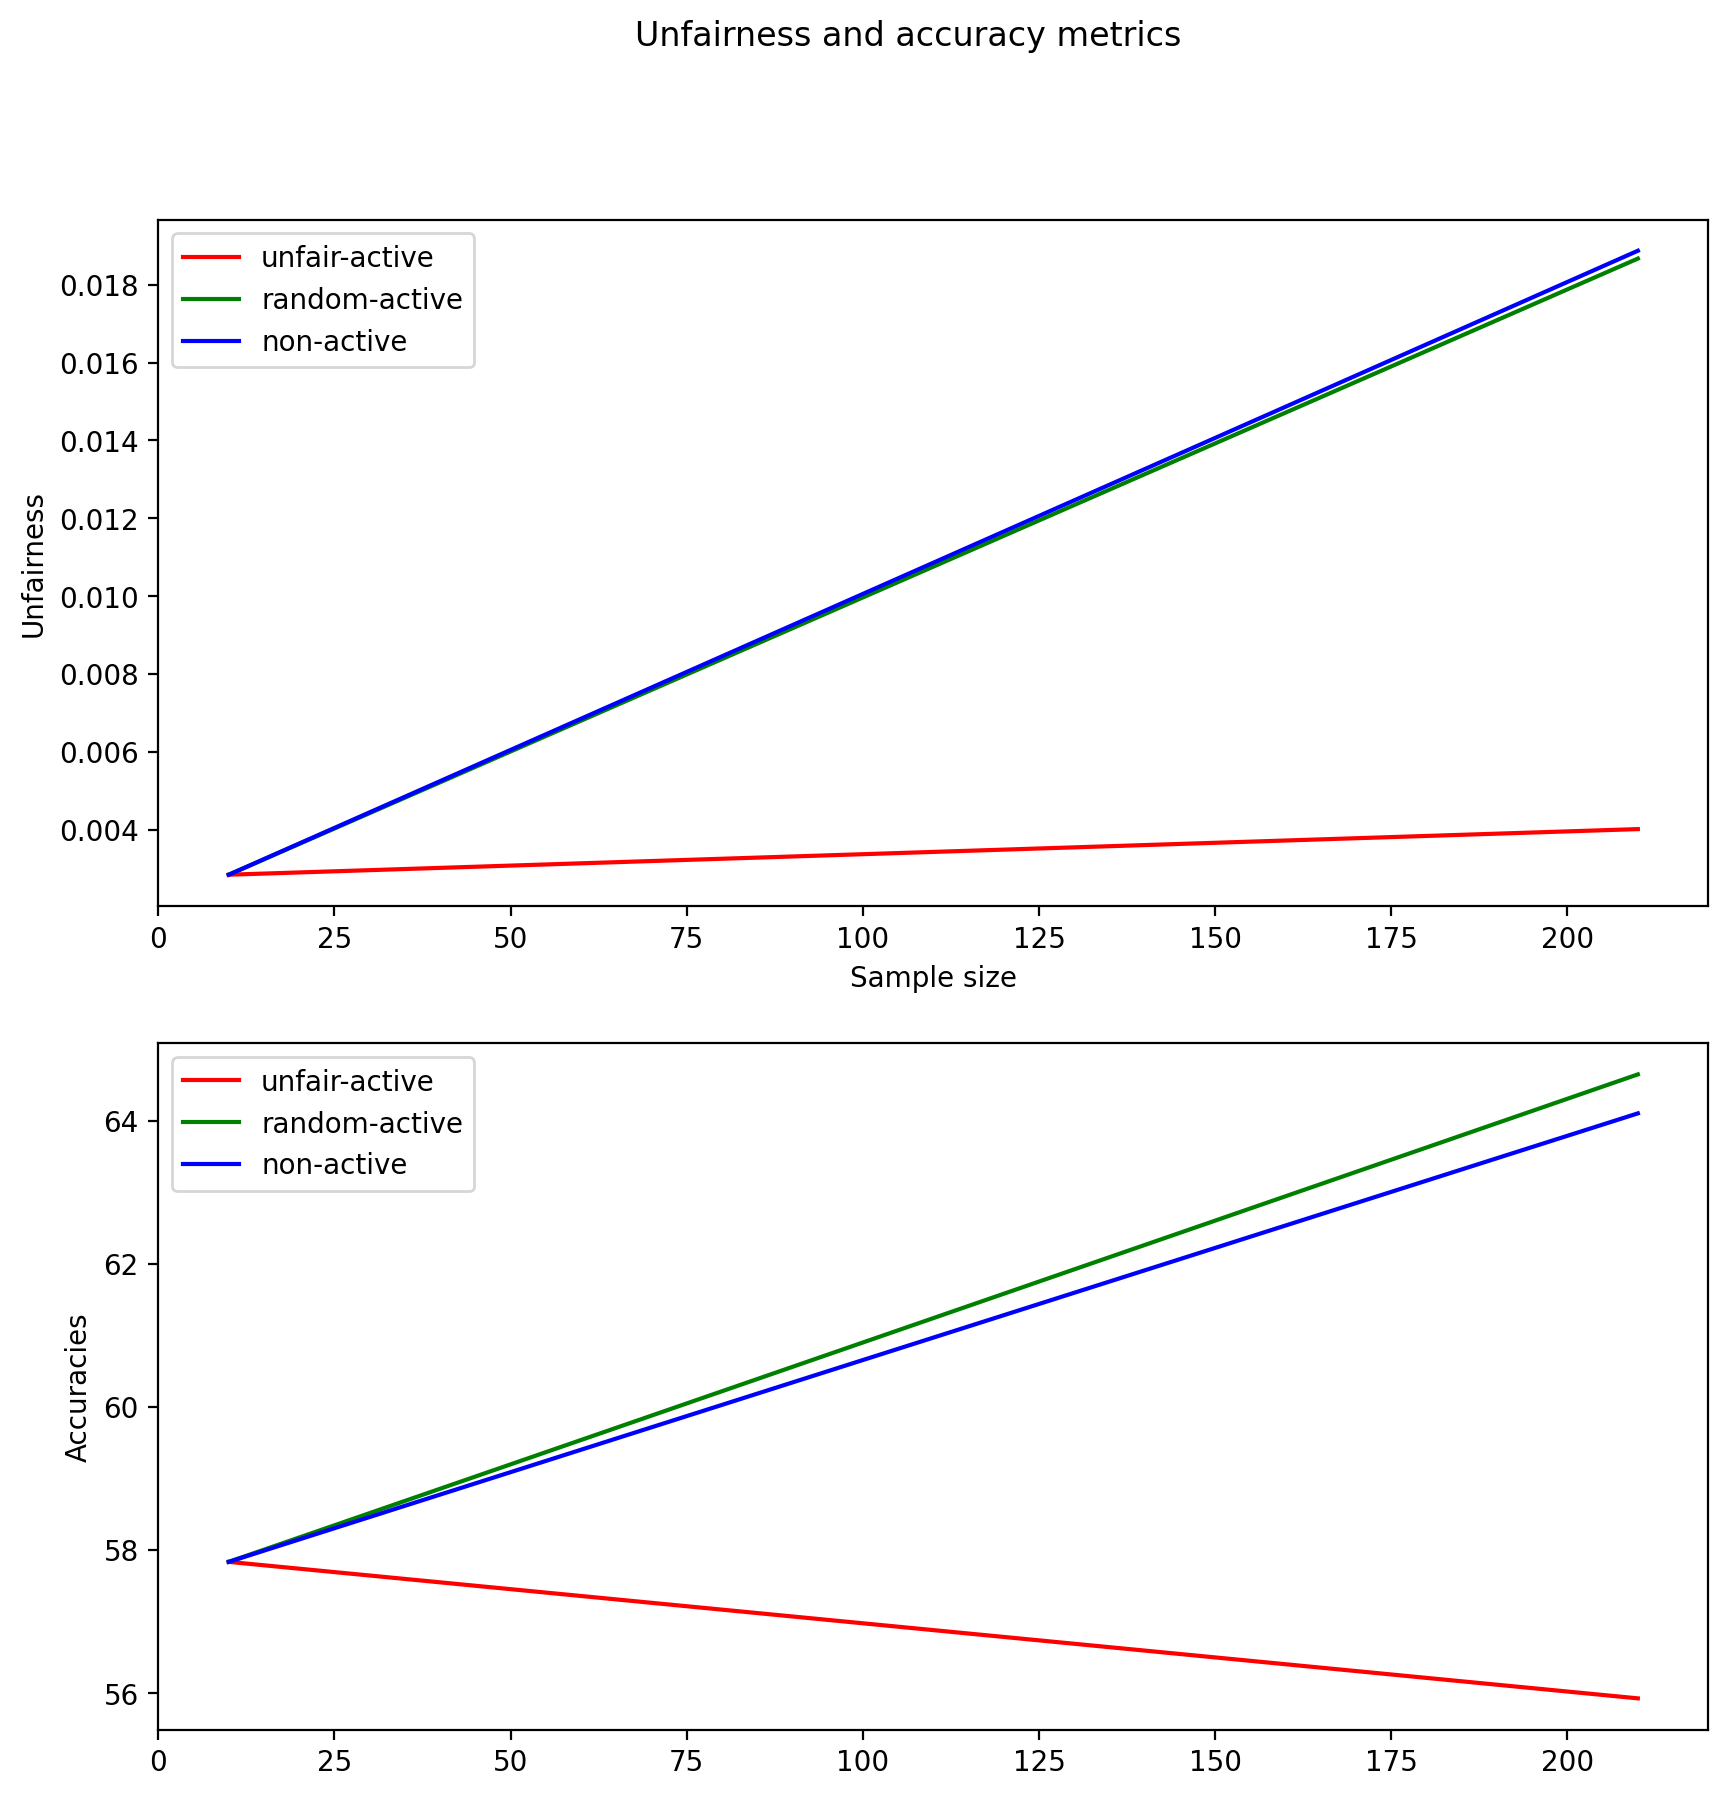 Unfairness and accuracy metrics
unfair-active
random-active
non-active
0.018
0.016
0.014
0.012
0.010
0.008
0.006
0.004
Unfairness
0 25 50 75 100 125 150 175 200
Sample size
unfair-active
random-active
non-active
64
62
60
58
56
Accuracies
0 25 50 75 100 125 150 175 200